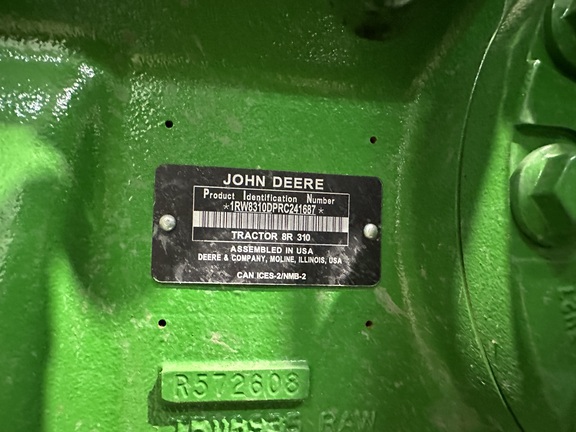 JOHN DEERE
Product Identification Number
*1RW8310DPRC241687*
TRACTOR 8R 310
ASSEMBLED IN USA
DEERE & COMPANY, MOLINE, ILLINOIS, USA
CAN ICES-2/NMB-2
R572608
RAW